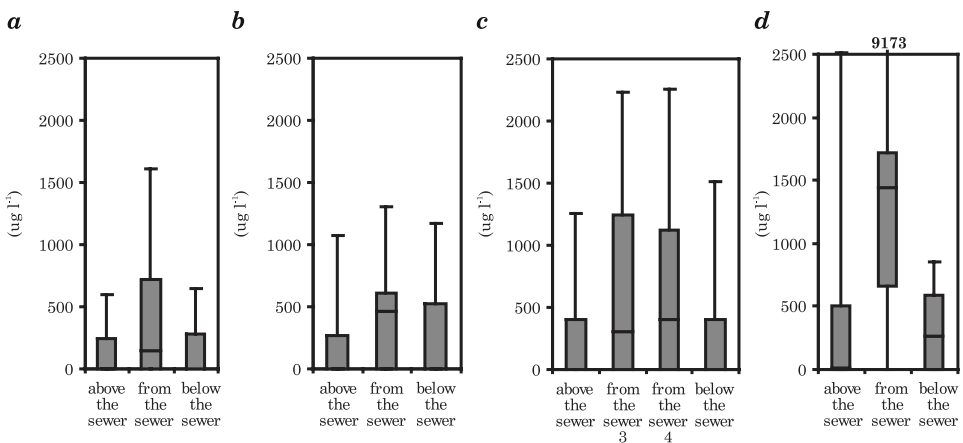 a
2500
2000
1500
1000
500
0
(ug l⁻¹)
above the sewer
from the sewer
below the sewer
b
2500
2000
1500
1000
500
0
(ug l⁻¹)
above the sewer
from the sewer
below the sewer
c
2500
2000
1500
1000
500
0
(ug l⁻¹)
above the sewer
from the sewer 3
from the sewer 4
below the sewer
d
9173
2500
2000
1500
1000
500
0
(ug l⁻¹)
above the sewer
from the sewer
below the sewer